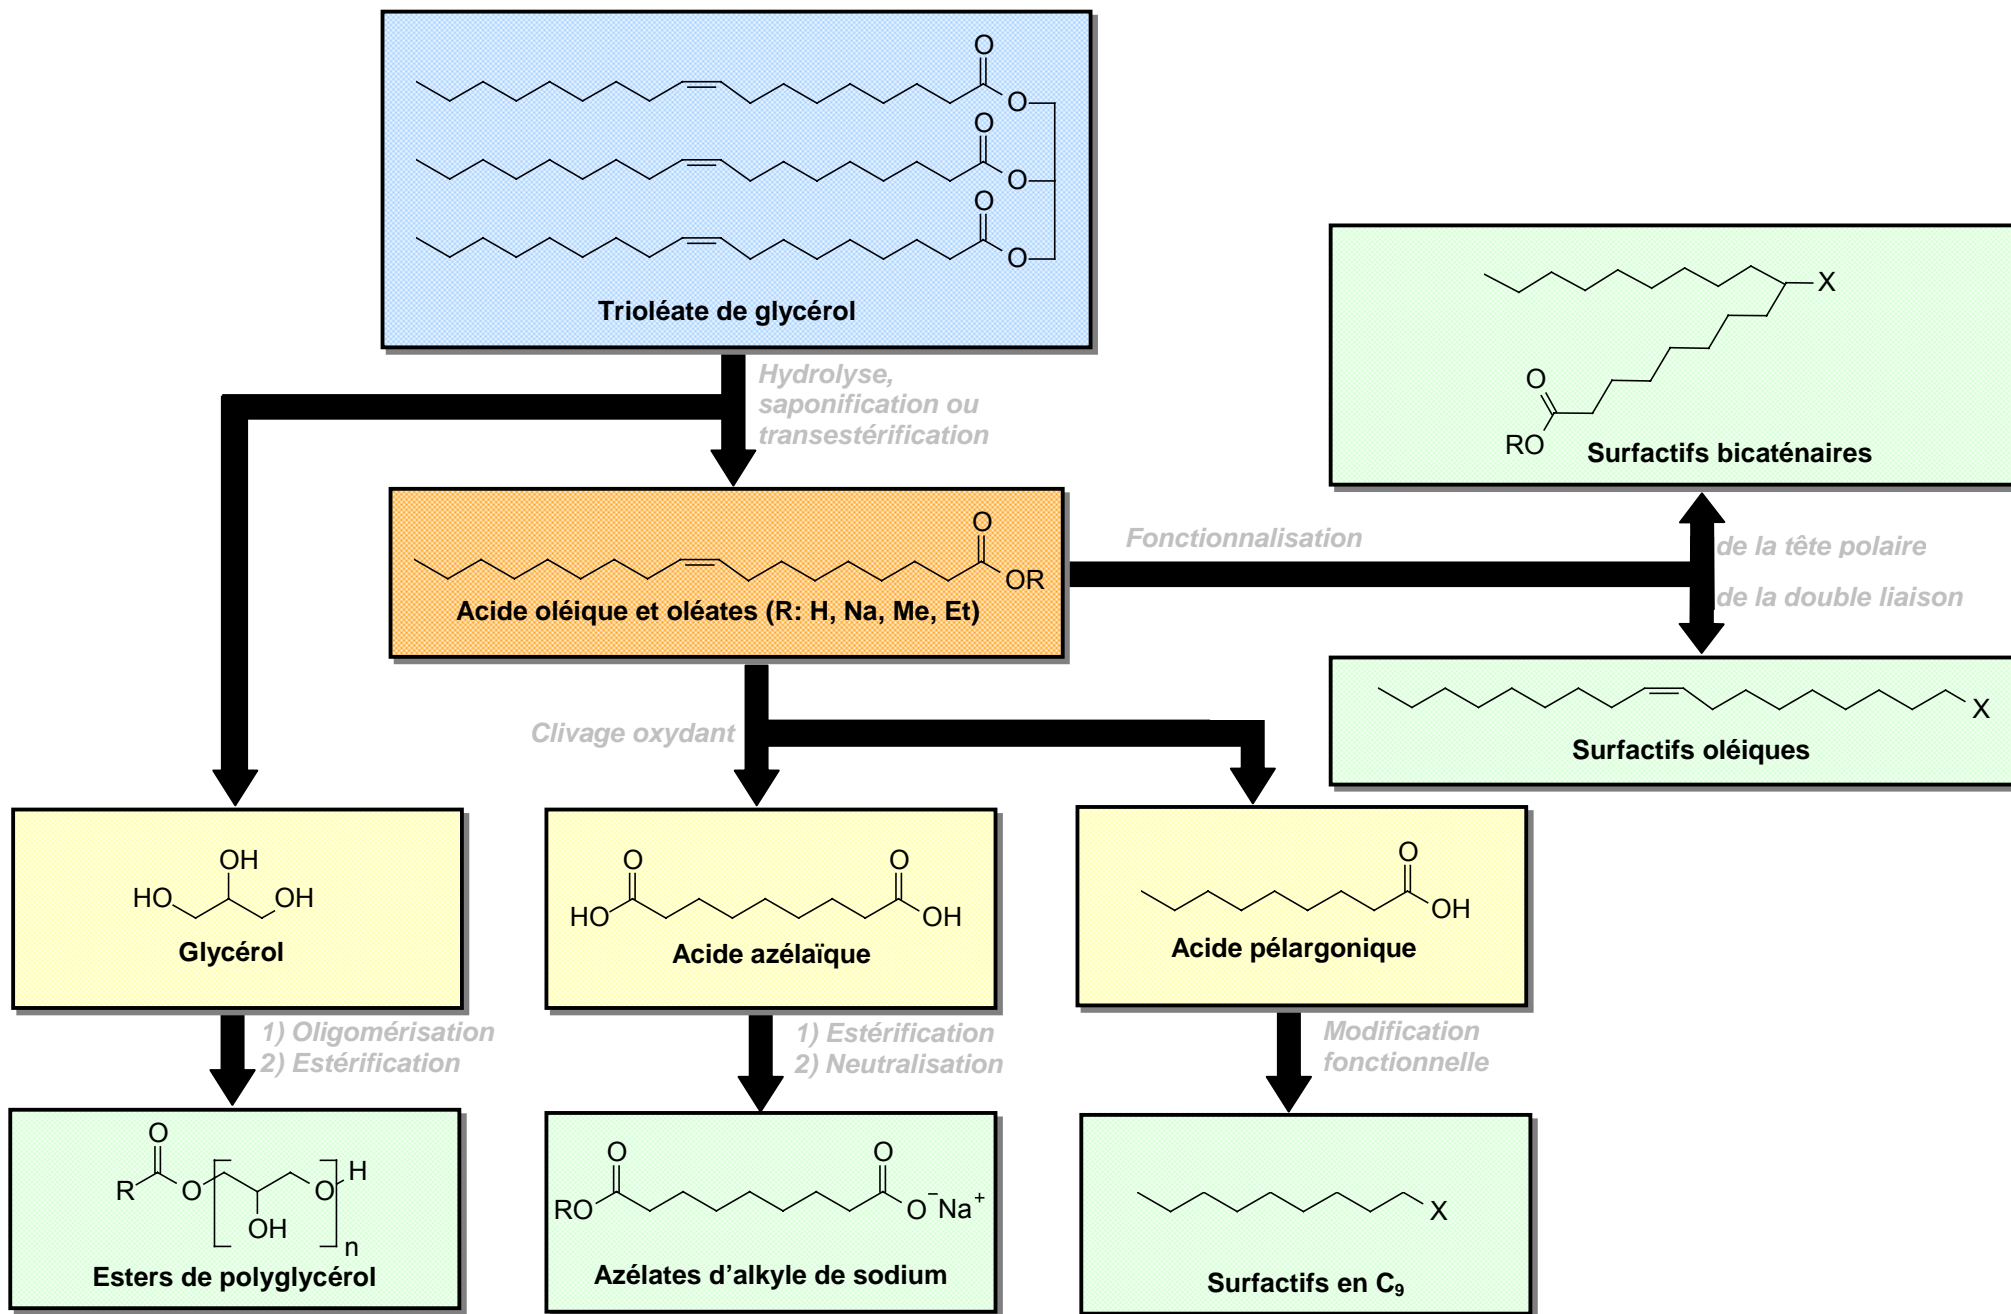 O
O
O
O
O
O
Trioléate de glycérol
Hydrolyse,
saponification ou
transestérification
X
O
RO
Surfactifs bicaténaires
O
OR
Acide oléique et oléates (R: H, Na, Me, Et)
Fonctionnalisation
de la tête polaire
de la double liaison
X
Surfactifs oléiques
Clivage oxydant
OH
HO
OH
Glycérol
O
O
HO
OH
Acide azélaïque
O
OH
Acide pélargonique
1) Oligomérisation
2) Estérification
1) Estérification
2) Neutralisation
Modification
fonctionnelle
O
R
O
OH
O
H
n
Esters de polyglycérol
O
O
RO
O⁻Na⁺
Azélates d’alkyle de sodium
X
Surfactifs en C₉